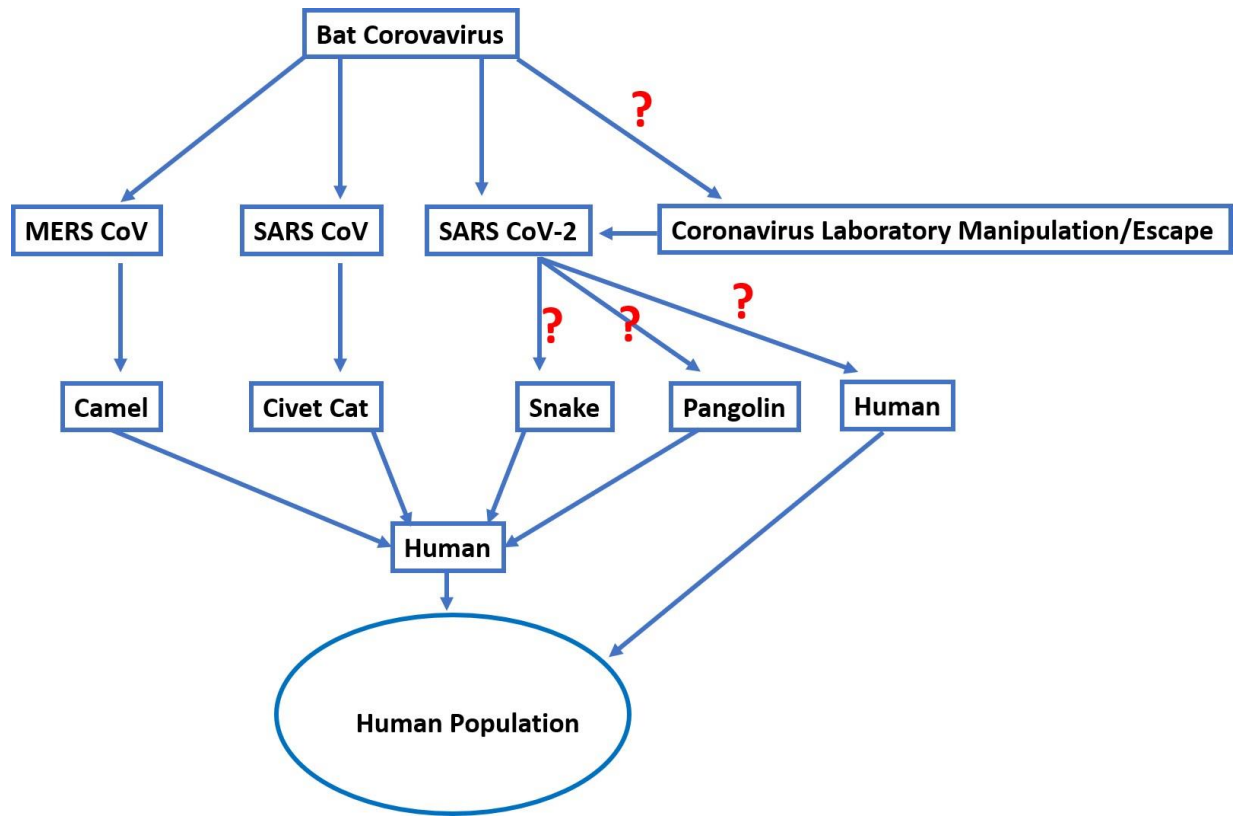 Bat Corovavirus
?
MERS CoV
SARS CoV
SARS CoV-2
Coronavirus Laboratory Manipulation/Escape
?
?
?
Camel
Civet Cat
Snake
Pangolin
Human
Human
Human Population